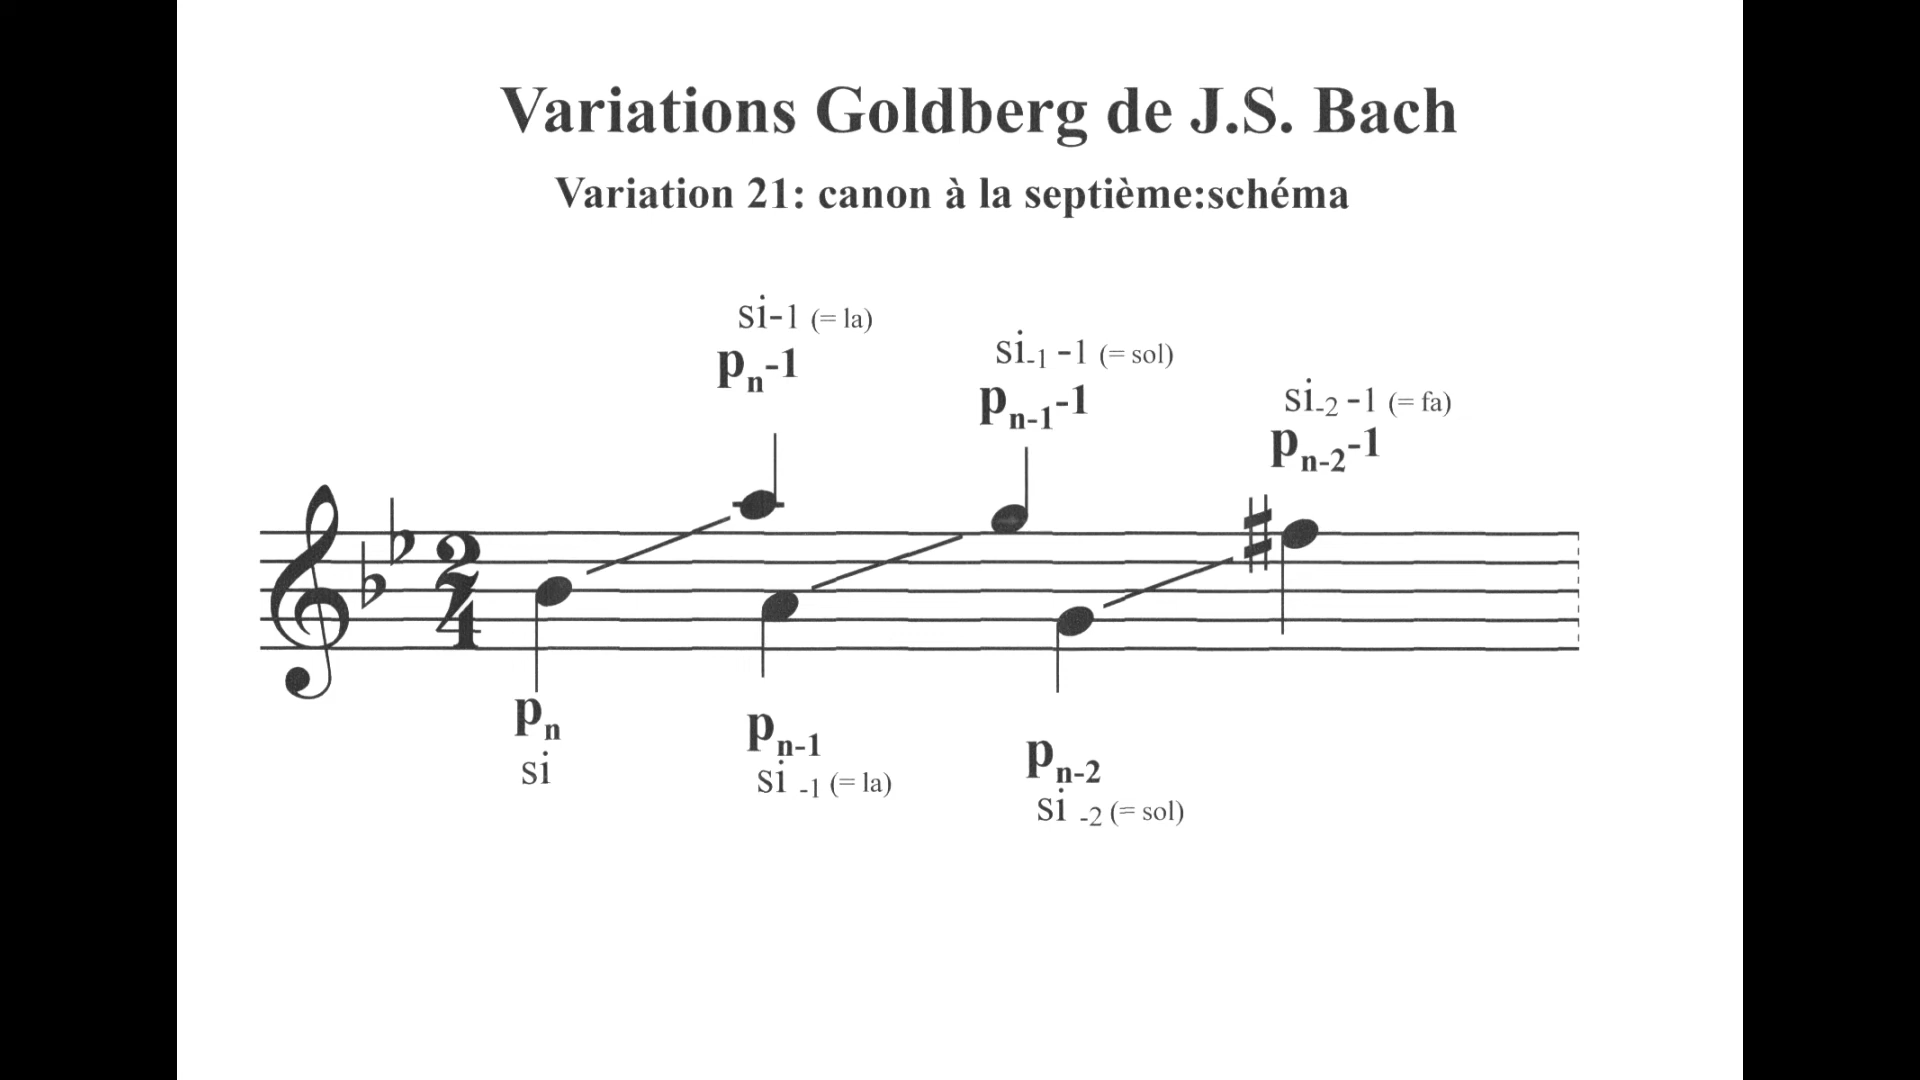 Variations Goldberg de J.S. Bach
Variation 21: canon à la septième:schéma
si-1 (= la)
pn-1
si-1 -1 (= sol)
pn-1-1
si-2 -1 (= fa)
pn-2-1
2
4
pn
si
pn-1
si -1 (= la)
pn-2
si -2 (= sol)